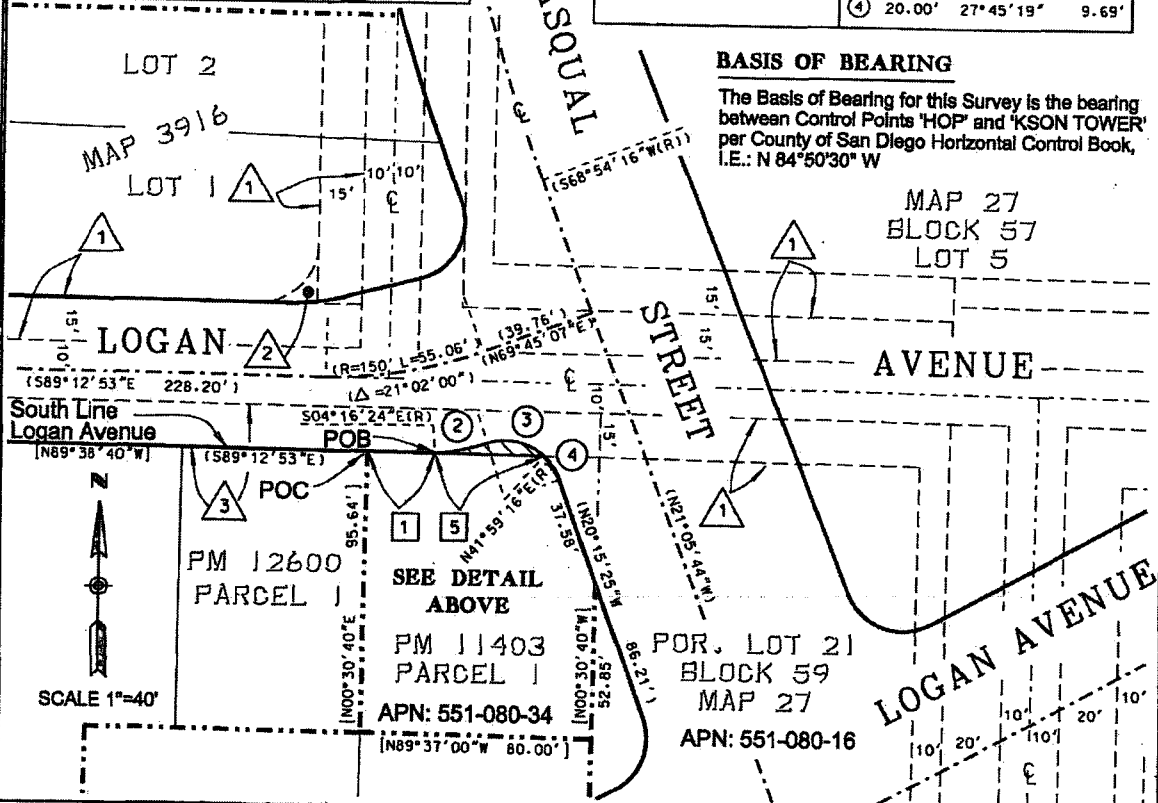 ④ 20.00' 27°45'19" 9.69'
BASIS OF BEARING
The Basis of Bearing for this Survey is the bearing
between Control Points 'HOP' and 'KSON TOWER'
per County of San Diego Horizontal Control Book,
I.E.: N 84°50'30" W
ASQUAL
STREET
LOT 2
MAP 3916
LOT 1
1
15'
10'
10'
℄
1
℄
(S68°54'16"W(R))
MAP 27
BLOCK 57
LOT 5
1
15'
15'
15'
10'
LOGAN
2
(R=150' L=55.06')
(39.76')
(N69°45'07"E)
(Δ=21°02'00")
AVENUE
(S89°12'53"E 228.20')
℄
S04°16'24"E(R)
South Line
Logan Avenue
[N89°38'40"W]
(S89°12'53"E)
POB
POC
②
③
④
10'
15'
3
1
5
1
N
N41°59'16"E(R)
37.58'
(N20°15'25"W
86.21')
(N21°05'44"W)
95.64']
[N00°30'40"E
PM 12600
PARCEL 1
SEE DETAIL
ABOVE
PM 11403
PARCEL 1
APN: 551-080-34
[N00°30'40"W
52.85'
[N89°37'00"W 80.00']
POR. LOT 21
BLOCK 59
MAP 27
APN: 551-080-16
SCALE 1"=40'
LOGAN AVENUE
10'
20'
10'
10'
20'
10'
℄